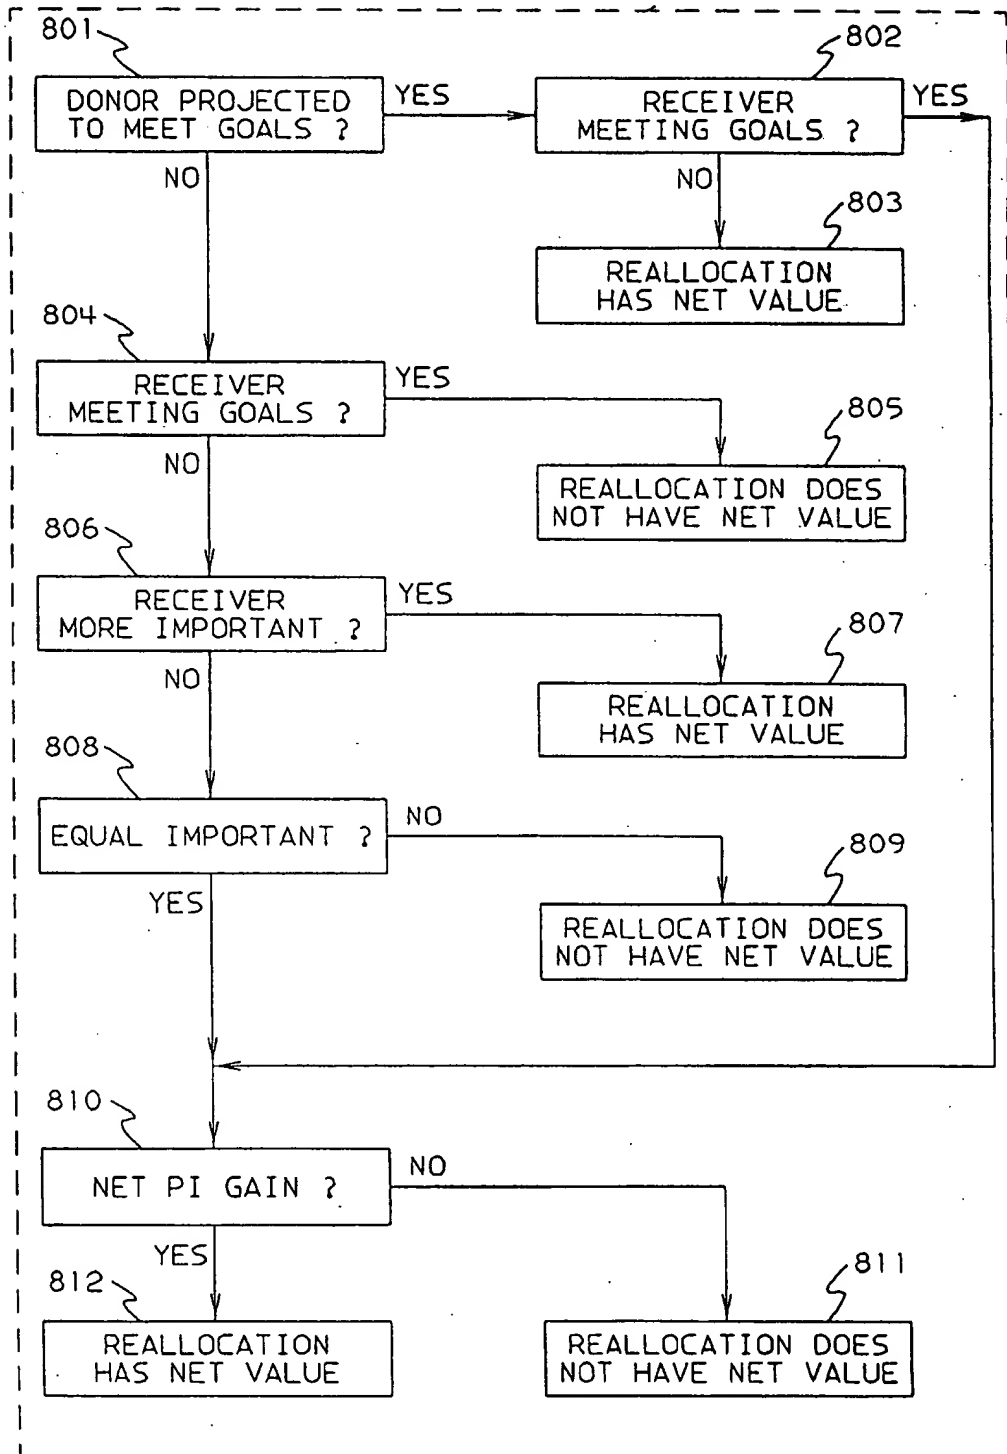 801
802
DONOR PROJECTED
TO MEET GOALS ?
YES
RECEIVER
MEETING GOALS ?
YES
NO
NO
803
REALLOCATION
HAS NET VALUE
804
RECEIVER
MEETING GOALS ?
YES
805
NO
REALLOCATION DOES
NOT HAVE NET VALUE
806
RECEIVER
MORE IMPORTANT ?
YES
807
NO
REALLOCATION
HAS NET VALUE
808
EQUAL IMPORTANT ?
NO
809
YES
REALLOCATION DOES
NOT HAVE NET VALUE
810
NET PI GAIN ?
NO
YES
811
812
REALLOCATION
HAS NET VALUE
REALLOCATION DOES
NOT HAVE NET VALUE